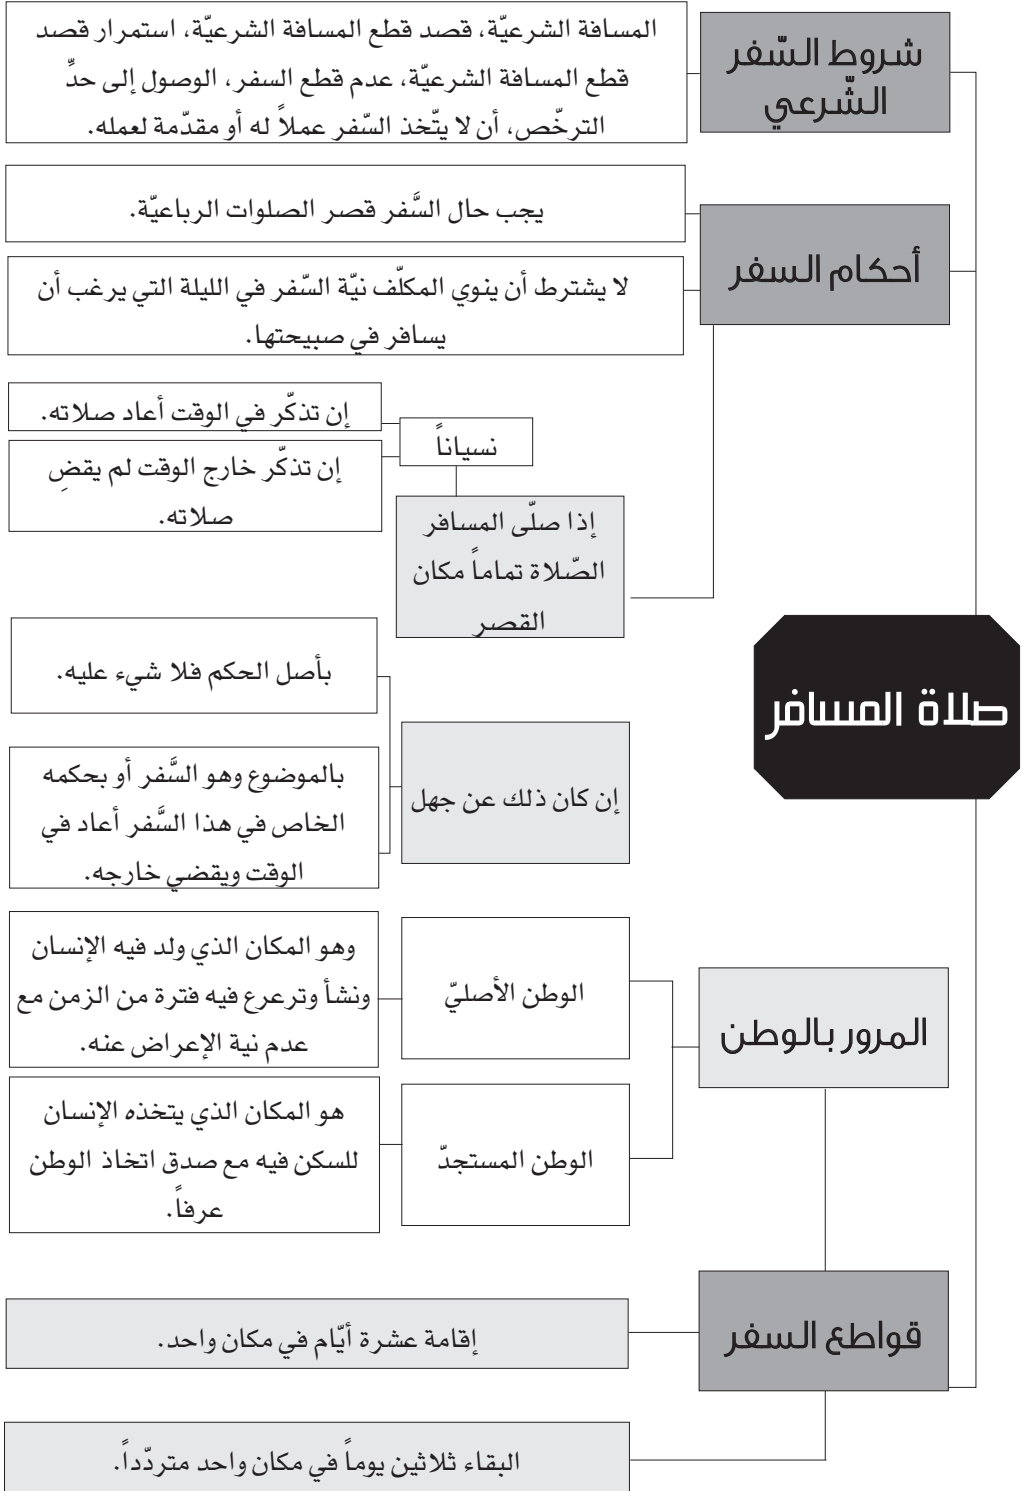 شروط السّفر
الشّرعي
المسافة الشرعيّة، قصد قطع المسافة الشرعيّة، استمرار قصد
قطع المسافة الشرعيّة، عدم قطع السفر، الوصول إلى حدِّ
الترخّص، أن لا يتّخذ السّفر عملاً له أو مقدّمة لعمله.
أحكام السفر
يجب حال السَّفر قصر الصلوات الرباعيّة.
لا يشترط أن ينوي المكلّف نيّة السّفر في الليلة التي يرغب أن
يسافر في صبيحتها.
إذا صلّى المسافر
الصّلاة تماماً مكان
القصر
نسياناً
إن تذكّر في الوقت أعاد صلاته.
إن تذكّر خارج الوقت لم يقضِ
صلاته.
صلاة المسافر
إن كان ذلك عن جهل
بأصل الحكم فلا شيء عليه.
بالموضوع وهو السَّفر أو بحكمه
الخاص في هذا السَّفر أعاد في
الوقت ويقضي خارجه.
المرور بالوطن
الوطن الأصليّ
وهو المكان الذي ولد فيه الإنسان
ونشأ وترعرع فيه فترة من الزمن مع
عدم نية الإعراض عنه.
الوطن المستجدّ
هو المكان الذي يتخذه الإنسان
للسكن فيه مع صدق اتخاذ الوطن
عرفاً.
قواطع السفر
إقامة عشرة أيّام في مكان واحد.
البقاء ثلاثين يوماً في مكان واحد متردّداً.